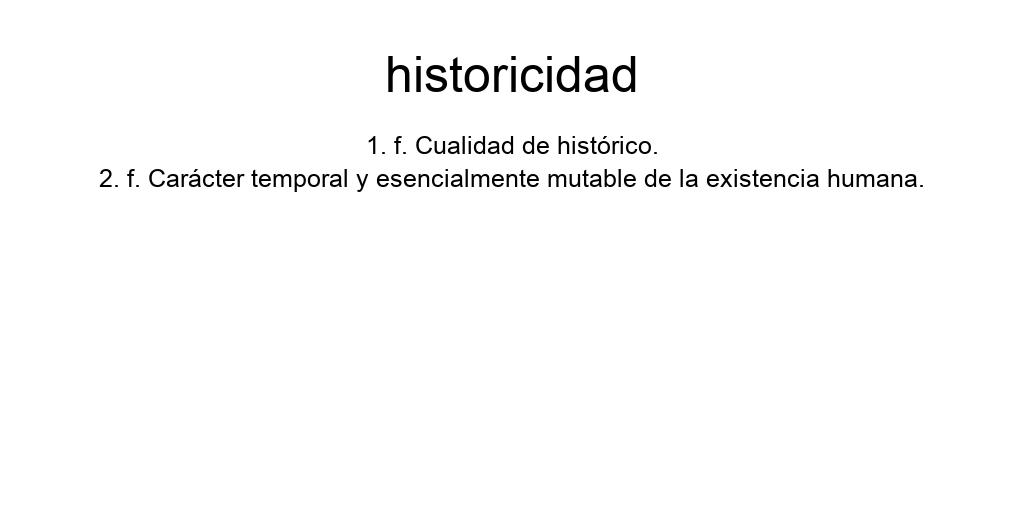 historicidad
1. f. Cualidad de histórico.
2. f. Carácter temporal y esencialmente mutable de la existencia humana.